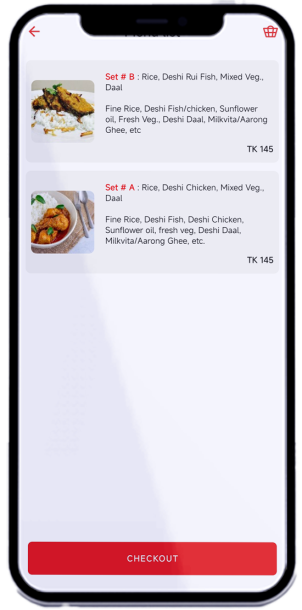 Menu list
Set # B : Rice, Deshi Rui Fish, Mixed Veg.,
Daal
Fine Rice, Deshi Fish/chicken, Sunflower
oil, Fresh Veg., Deshi Daal, Milkvita/Aarong
Ghee, etc
TK 145
Set # A : Rice, Deshi Chicken, Mixed Veg.,
Daal
Fine Rice, Deshi Fish, Deshi Chicken,
Sunflower oil, fresh veg, Deshi Daal,
Milkvita/Aarong Ghee, etc.
TK 145
CHECKOUT